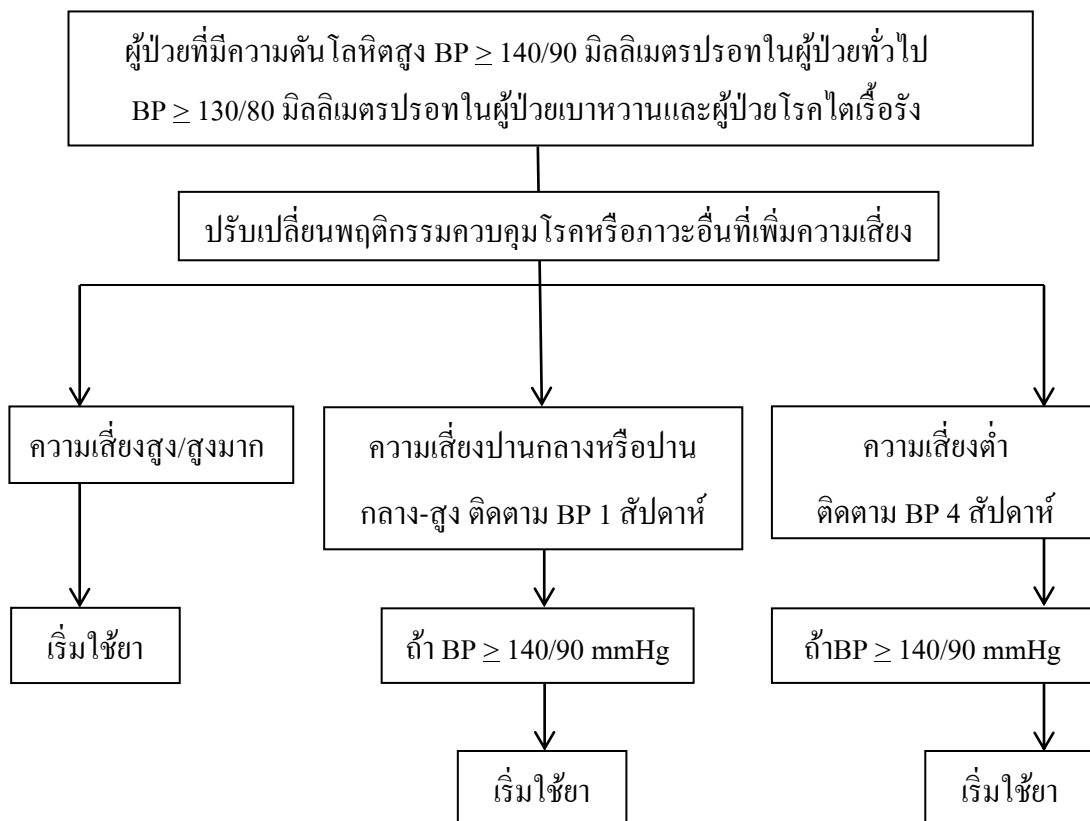 ผู้ป่วยที่มีความดันโลหิตสูง BP ≥ 140/90 มิลลิเมตรปรอทในผู้ป่วยทั่วไป
BP ≥ 130/80 มิลลิเมตรปรอทในผู้ป่วยเบาหวานและผู้ป่วยโรคไตเรื้อรัง
ปรับเปลี่ยนพฤติกรรมควบคุมโรคหรือภาวะอื่นที่เพิ่มความเสี่ยง
ความเสี่ยงสูง/สูงมาก
เริ่มใช้ยา
ความเสี่ยงปานกลางหรือปาน
กลาง-สูง ติดตาม BP 1 สัปดาห์
ถ้า BP ≥ 140/90 mmHg
เริ่มใช้ยา
ความเสี่ยงต่ำ
ติดตาม BP 4 สัปดาห์
ถ้าBP ≥ 140/90 mmHg
เริ่มใช้ยา